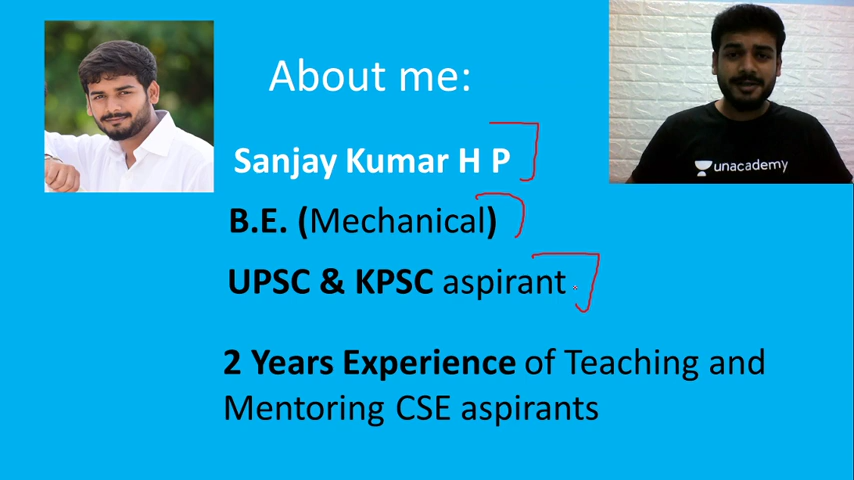 About me:
Sanjay Kumar H P
B.E. (Mechanical)
UPSC & KPSC aspirant
2 Years Experience of Teaching and
Mentoring CSE aspirants
unacademy